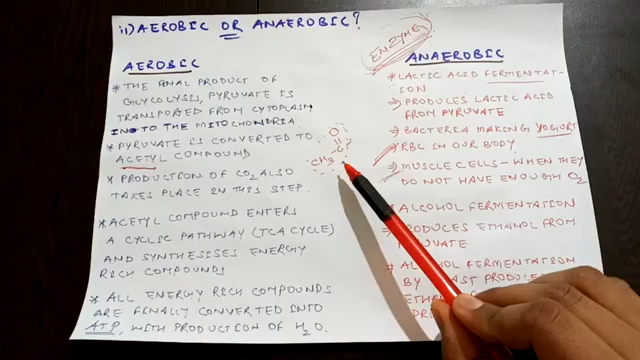 ii) AEROBIC OR ANAEROBIC?
AEROBIC
* THE FINAL PRODUCT OF
GLYCOLYSIS, PYRUVATE IS
TRANSPORTED FROM CYTOPLASM
INTO THE MITOCHONDRIA.
* PYRUVATE IS CONVERTED TO
ACETYL COMPOUND
* PRODUCTION OF CO2 ALSO
TAKES PLACE IN THIS STEP.
* ACETYL COMPOUND ENTERS
A CYCLIC PATHWAY (TCA CYCLE)
AND SYNTHESISES ENERGY
RICH COMPOUNDS
* ALL ENERGY RICH COMPOUNDS
ARE FINALLY CONVERTED INTO
ATP, WITH PRODUCTION OF H2O.
O
C
CH3
ENZYME
ANAEROBIC
* LACTIC ACID FERMENTAT-
ION
⇒ PRODUCES LACTIC ACID
FROM PYRUVATE.
⇒ BACTERIA MAKING YOGURT
⇒ RBC IN OUR BODY
⇒ MUSCLE CELLS - WHEN THEY
DO NOT HAVE ENOUGH O2
* ALCOHOL FERMENTATION
⇒ PRODUCES ETHANOL FROM
PYRUVATE
⇒ ALCOHOL FERMENTATION
BY
ETHA